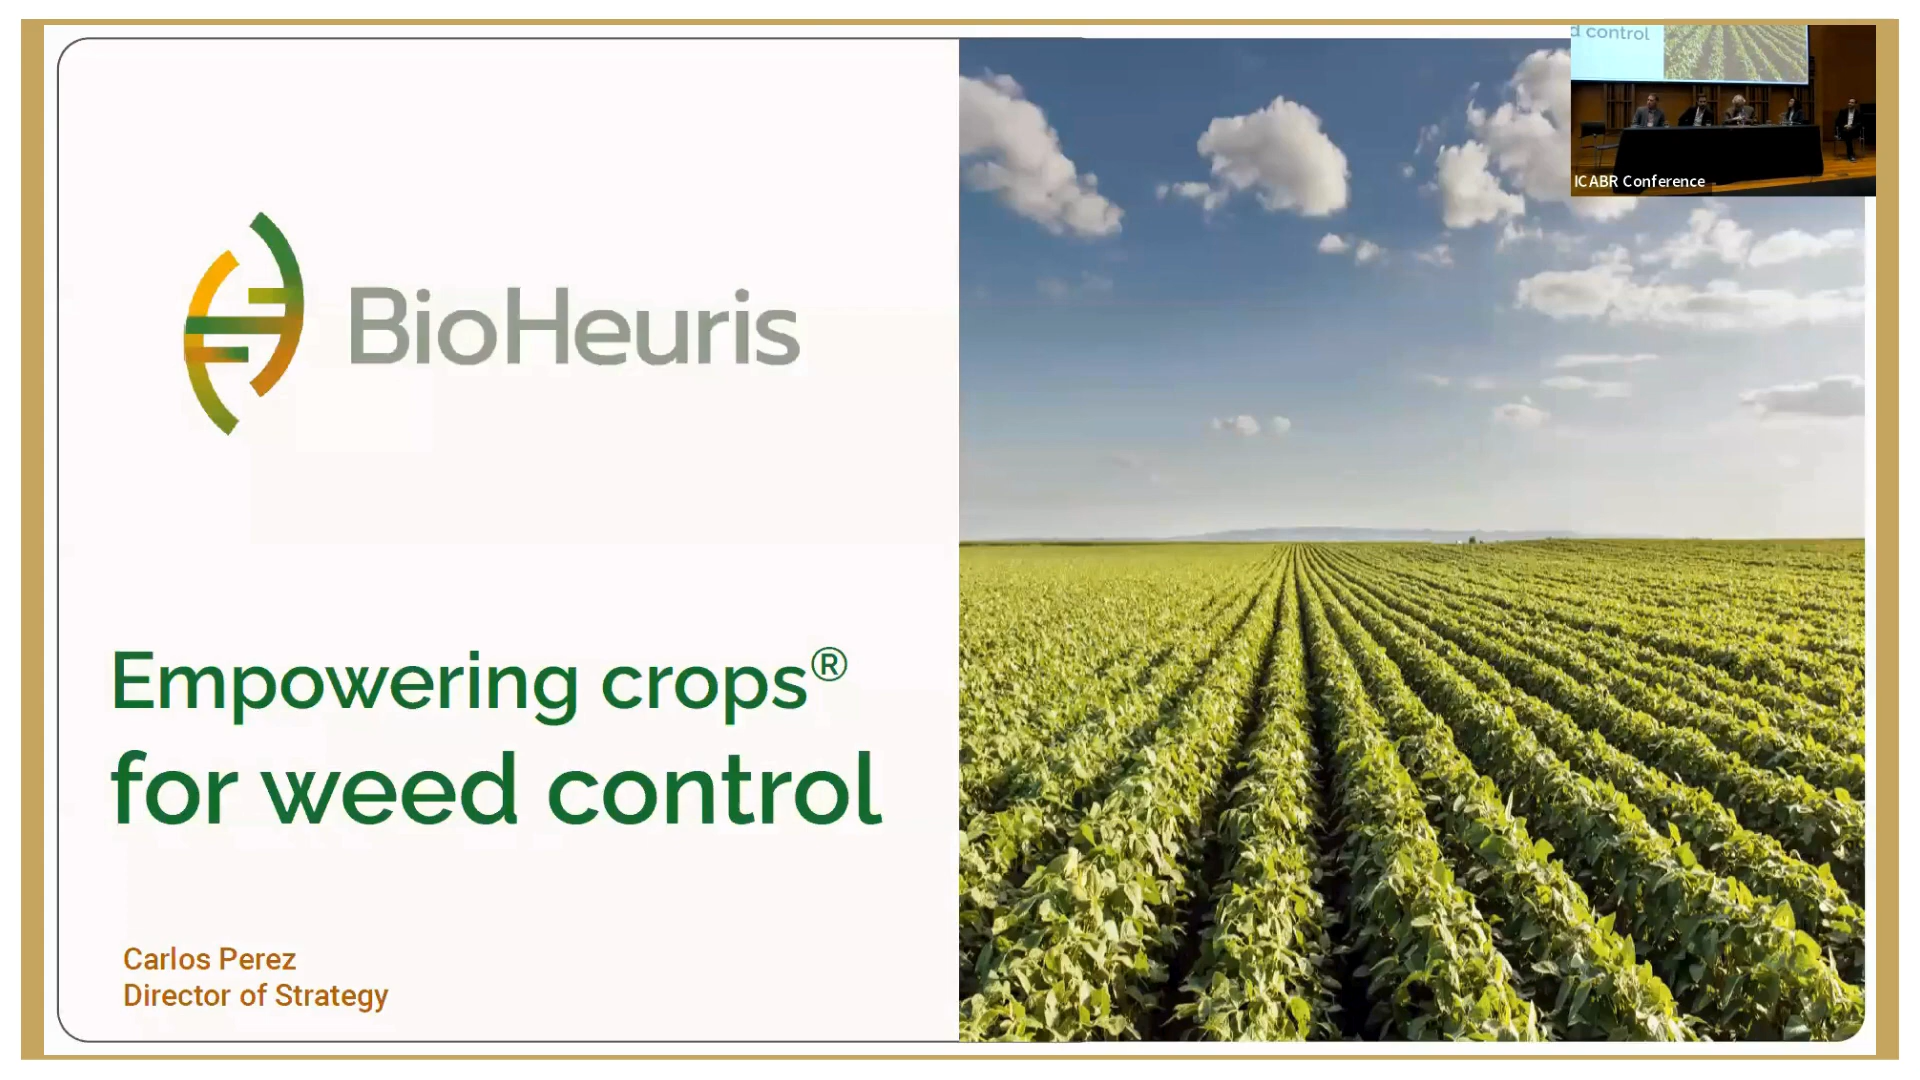 d control
ICABR Conference
BioHeuris
Empowering crops®
for weed control
Carlos Perez
Director of Strategy